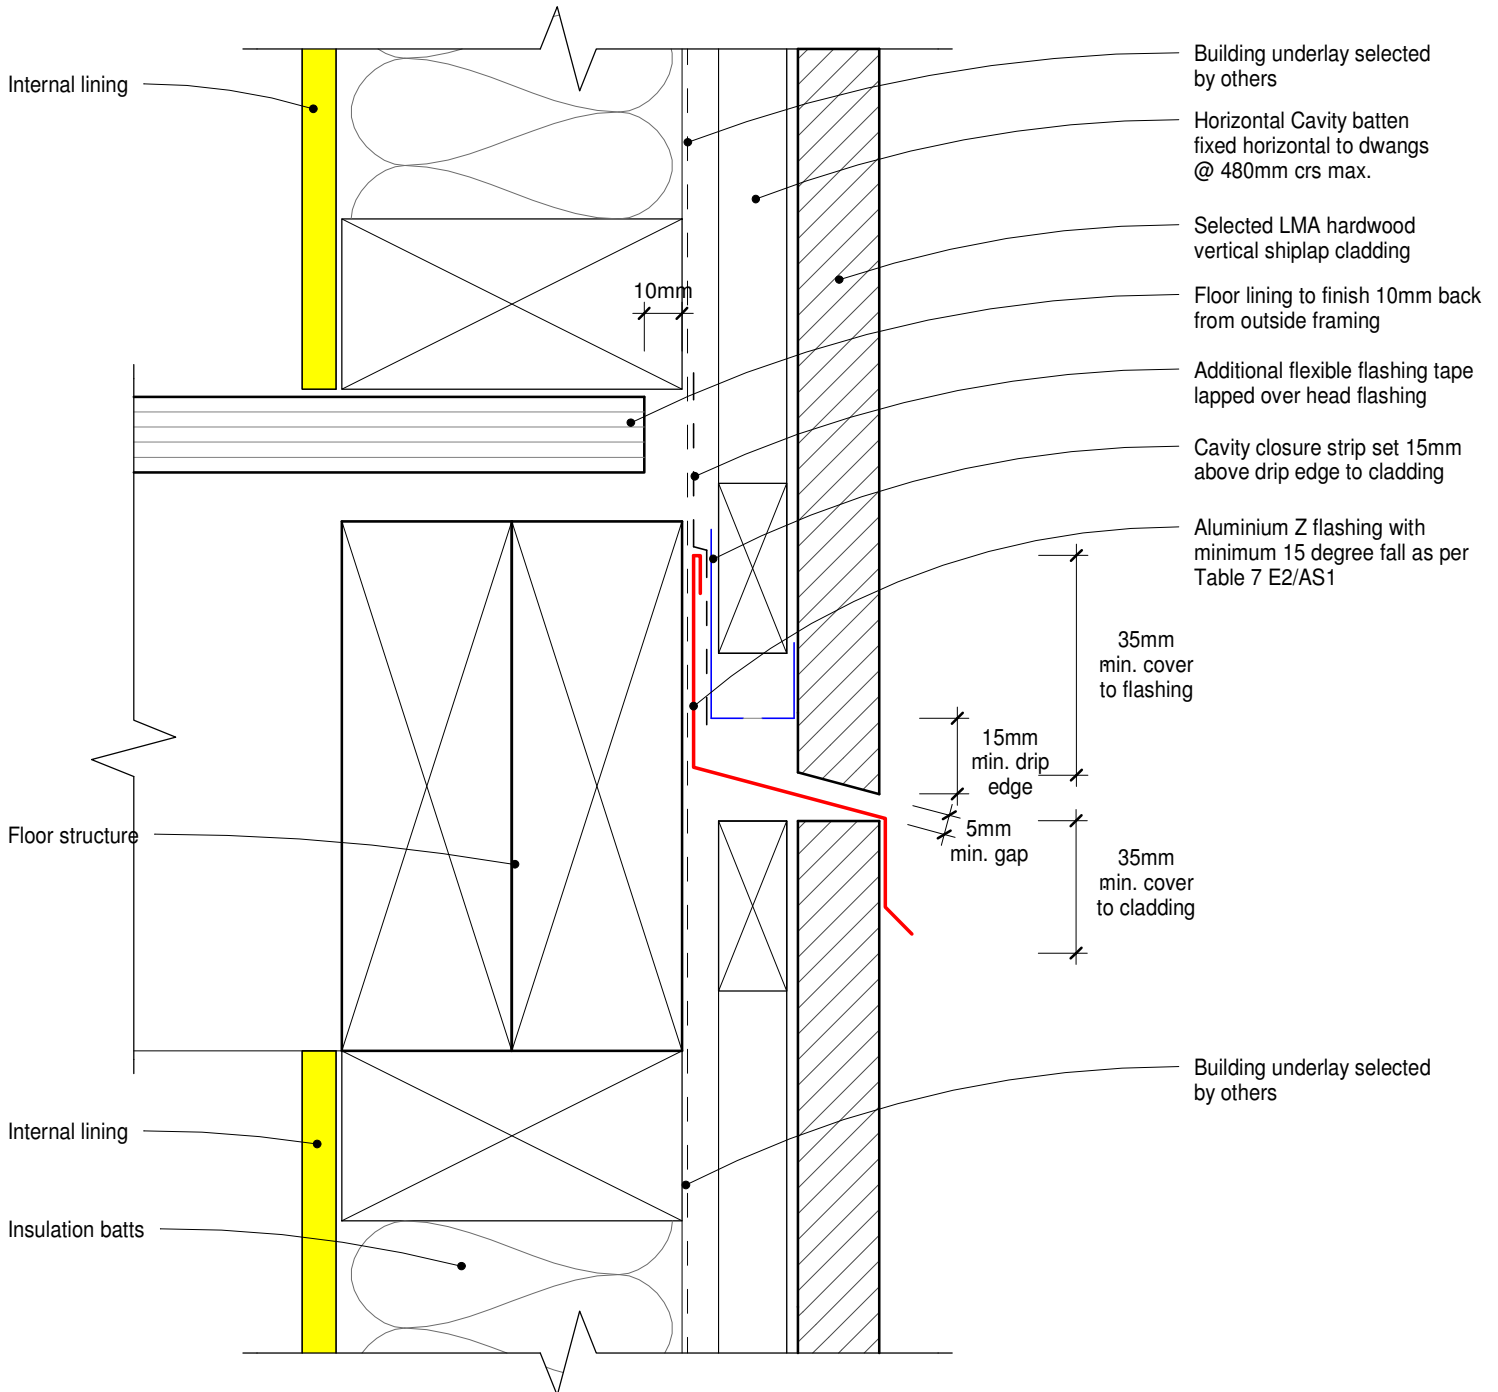 Internal lining
Building underlay selected
by others
Horizontal Cavity batten
fixed horizontal to dwangs
@ 480mm crs max.
Selected LMA hardwood
vertical shiplap cladding
10mm
Floor lining to finish 10mm back
from outside framing
Additional flexible flashing tape
lapped over head flashing
Cavity closure strip set 15mm
above drip edge to cladding
Aluminium Z flashing with
minimum 15 degree fall as per
Table 7 E2/AS1
35mm
min. cover
to flashing
15mm
min. drip
edge
5mm
min. gap
35mm
min. cover
to cladding
Floor structure
Building underlay selected
by others
Internal lining
Insulation batts